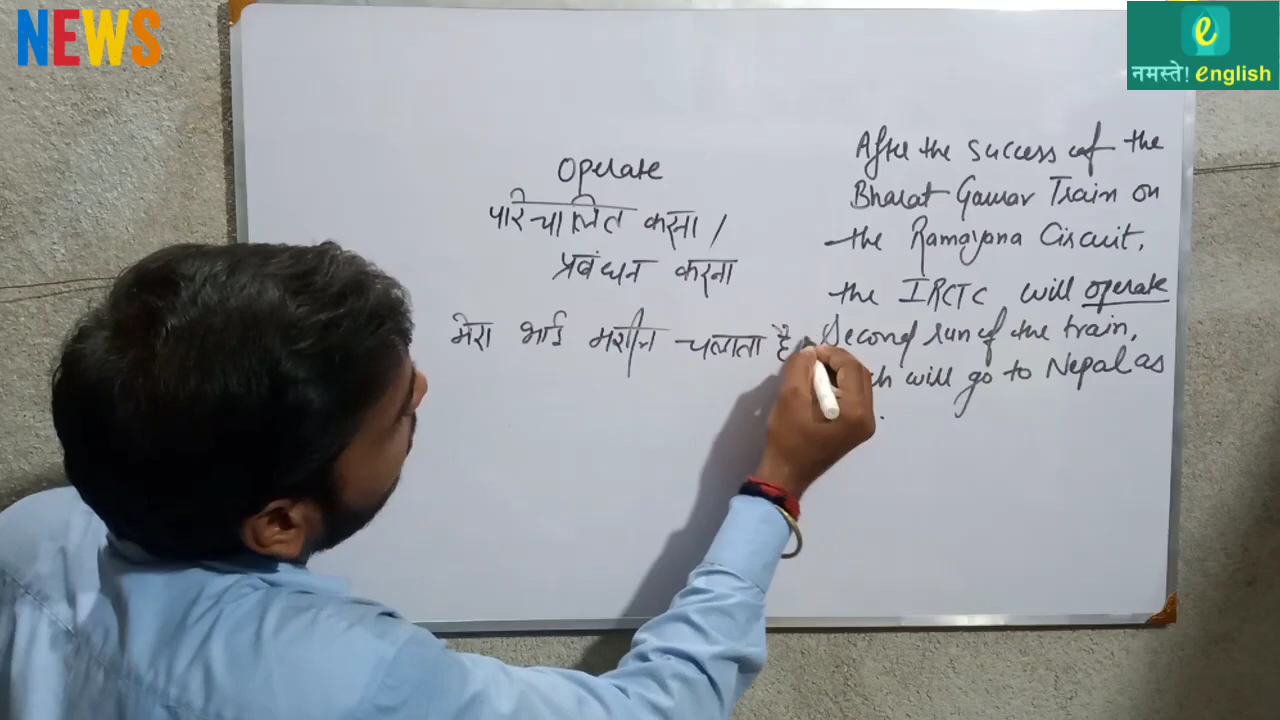 NEWS
e
नमस्ते! english
Operate
परिचालित करना /
प्रबंधन करना
मेरा भाई मशीन चलाता है
After the success of the
Bharat Gaurav Train on
the Ramayana Circuit,
the IRCTC will operate
Second run of the train,
ch will go to Nepal as
.